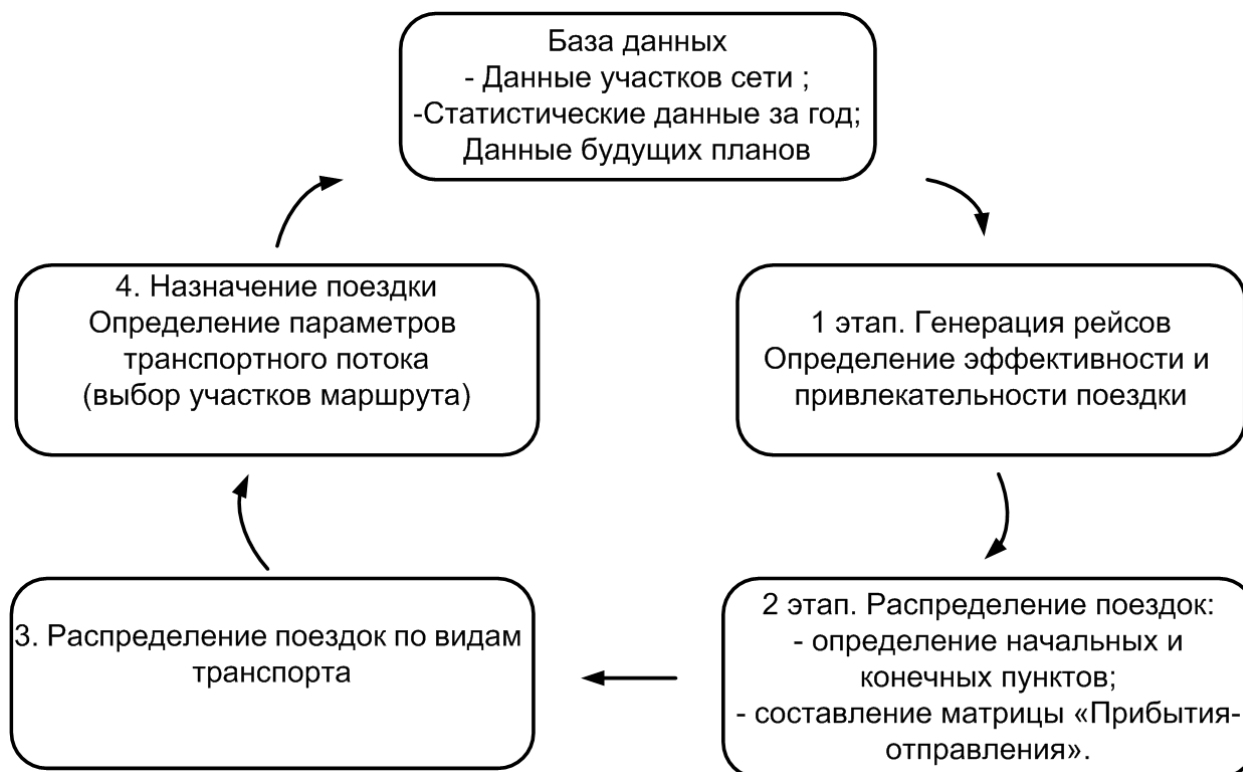 База данных
- Данные участков сети ;
-Статистические данные за год;
Данные будущих планов
4. Назначение поездки
Определение параметров
транспортного потока
(выбор участков маршрута)
1 этап. Генерация рейсов
Определение эффективности и
привлекательности поездки
3. Распределение поездок по видам
транспорта
2 этап. Распределение поездок:
- определение начальных и
конечных пунктов;
- составление матрицы «Прибытия-
отправления».